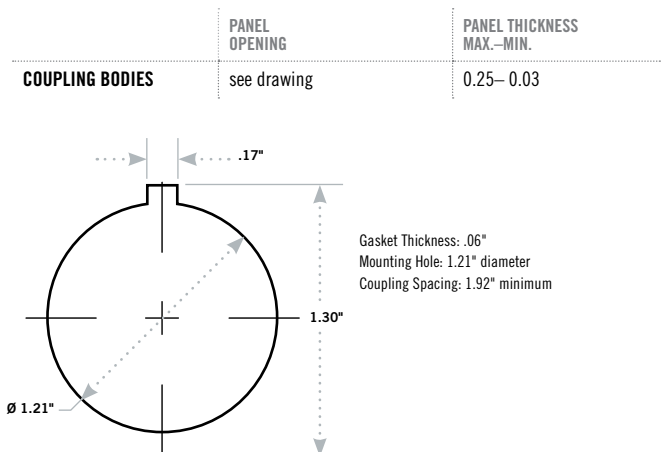 PANEL
OPENING
PANEL THICKNESS
MAX.–MIN.
COUPLING BODIES
see drawing
0.25– 0.03
.17"
Gasket Thickness: .06"
Mounting Hole: 1.21" diameter
Coupling Spacing: 1.92" minimum
1.30"
Ø 1.21"